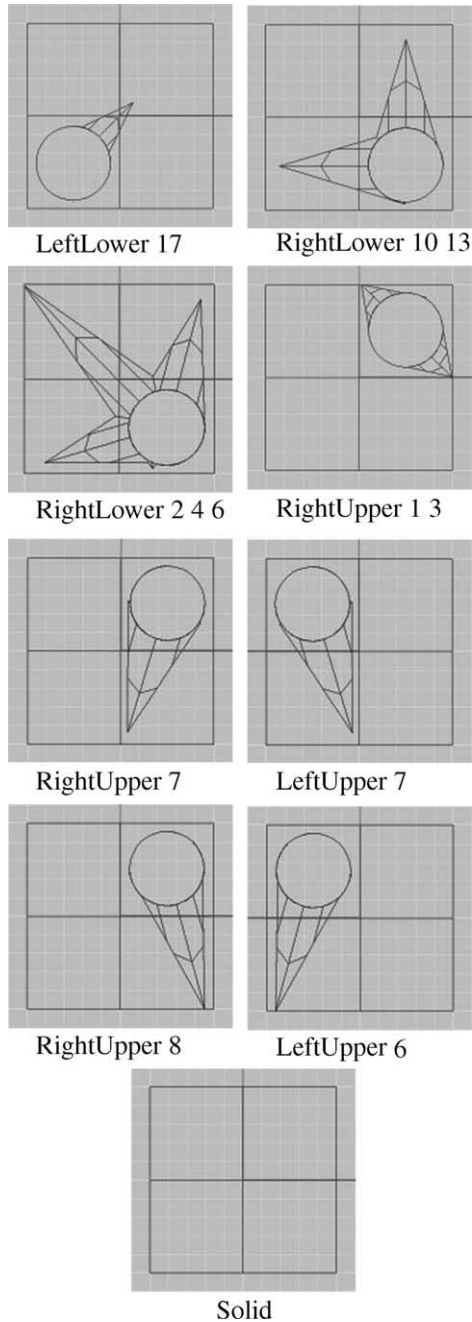 LeftLower 17
RightLower 10 13
RightLower 2 4 6
RightUpper 1 3
RightUpper 7
LeftUpper 7
RightUpper 8
LeftUpper 6
Solid